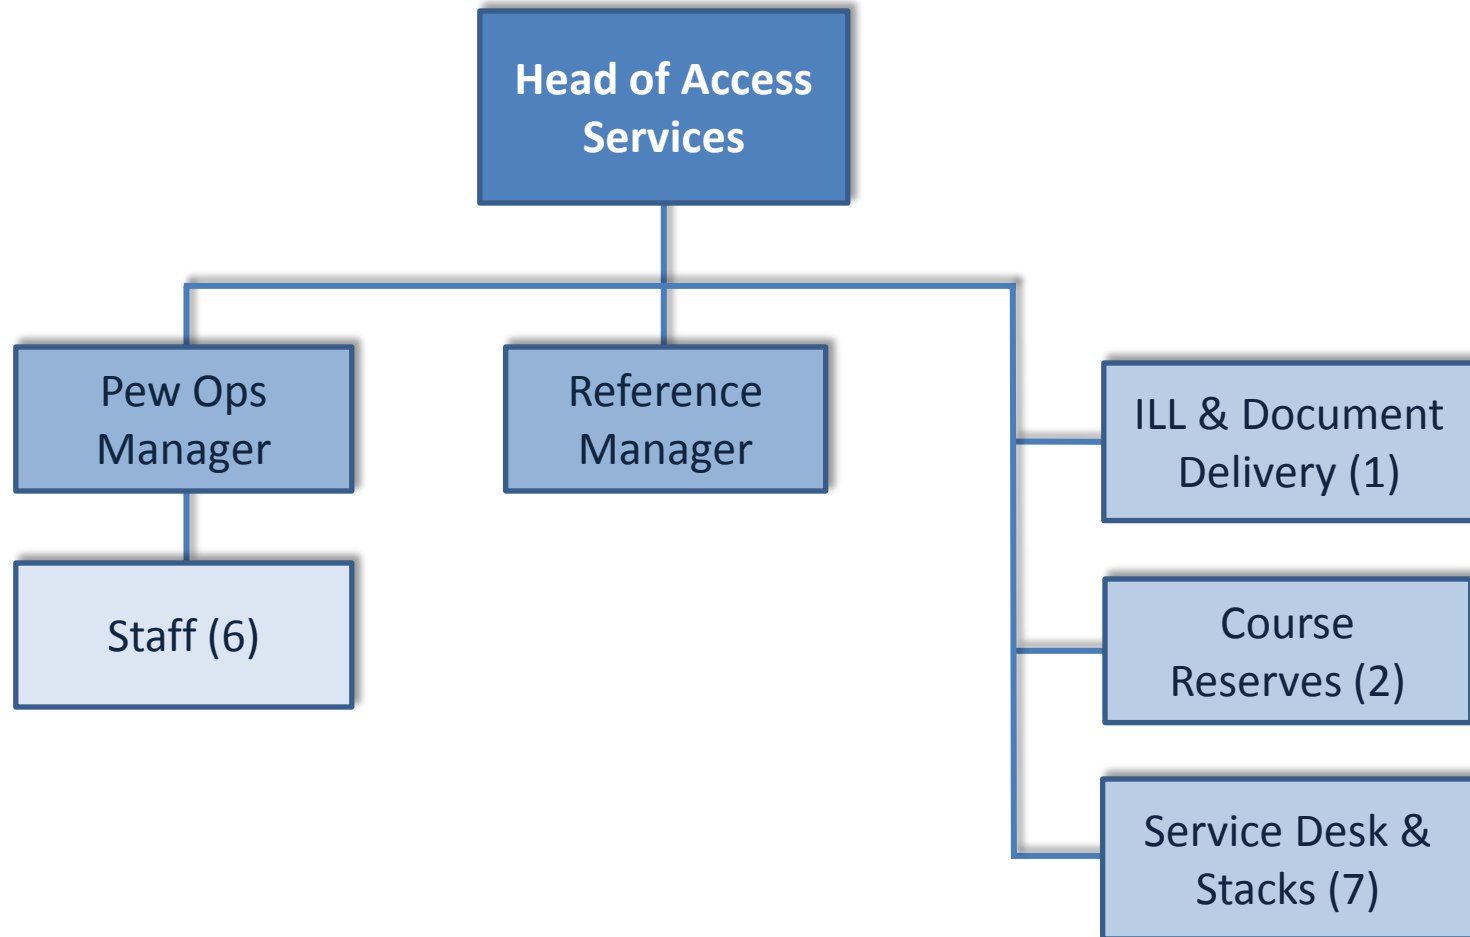 Head of Access
Services
Pew Ops
Manager
Reference
Manager
ILL & Document
Delivery (1)
Staff (6)
Course
Reserves (2)
Service Desk &
Stacks (7)